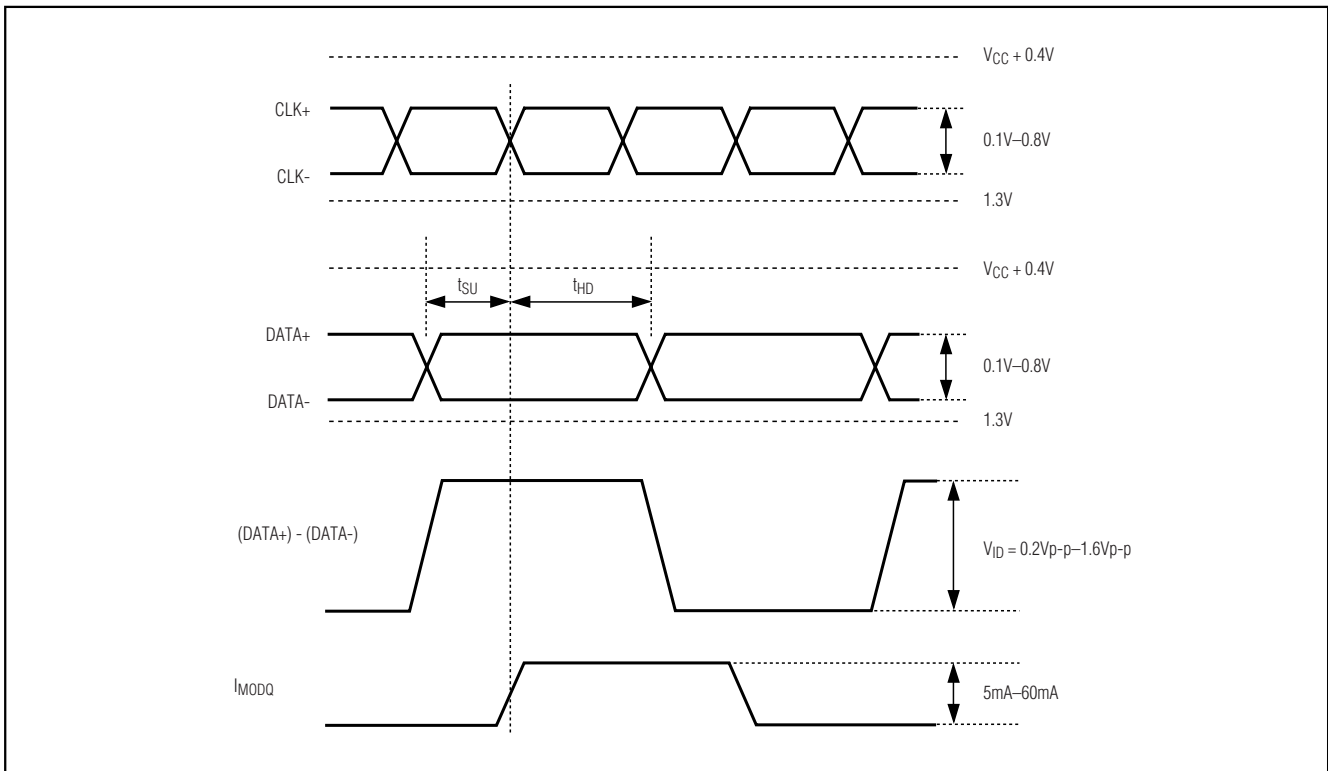 VCC + 0.4V
CLK+
0.1V–0.8V
CLK-
1.3V
VCC + 0.4V
tSU
tHD
DATA+
0.1V–0.8V
DATA-
1.3V
(DATA+) - (DATA-)
VID = 0.2Vp-p–1.6Vp-p
IMODQ
5mA–60mA